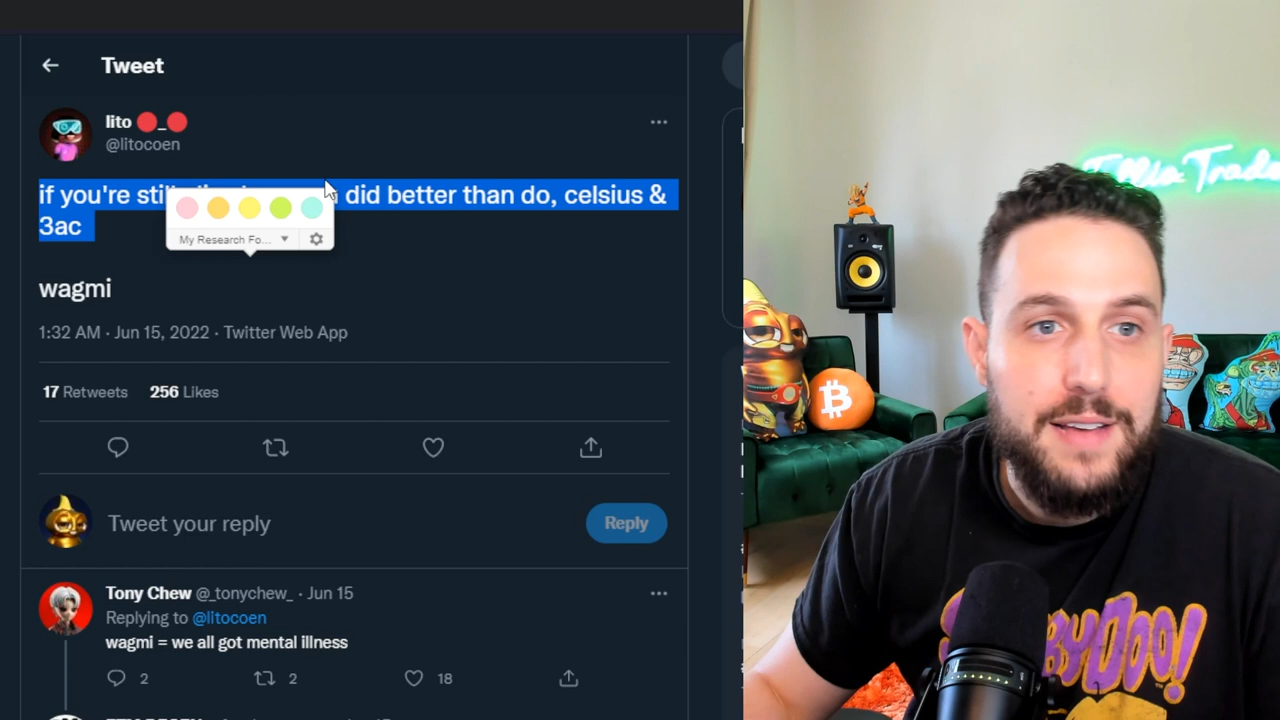 Tweet
lito
@litocoen
if you're still did better than do, celsius &
3ac
My Research Fo...
wagmi
1:32 AM · Jun 15, 2022 · Twitter Web App
17 Retweets 256 Likes
Tweet your reply
Reply
Tony Chew @_tonychew_ · Jun 15
Replying to @litocoen
wagmi = we all got mental illness
2
2
18
Trade
DOO!